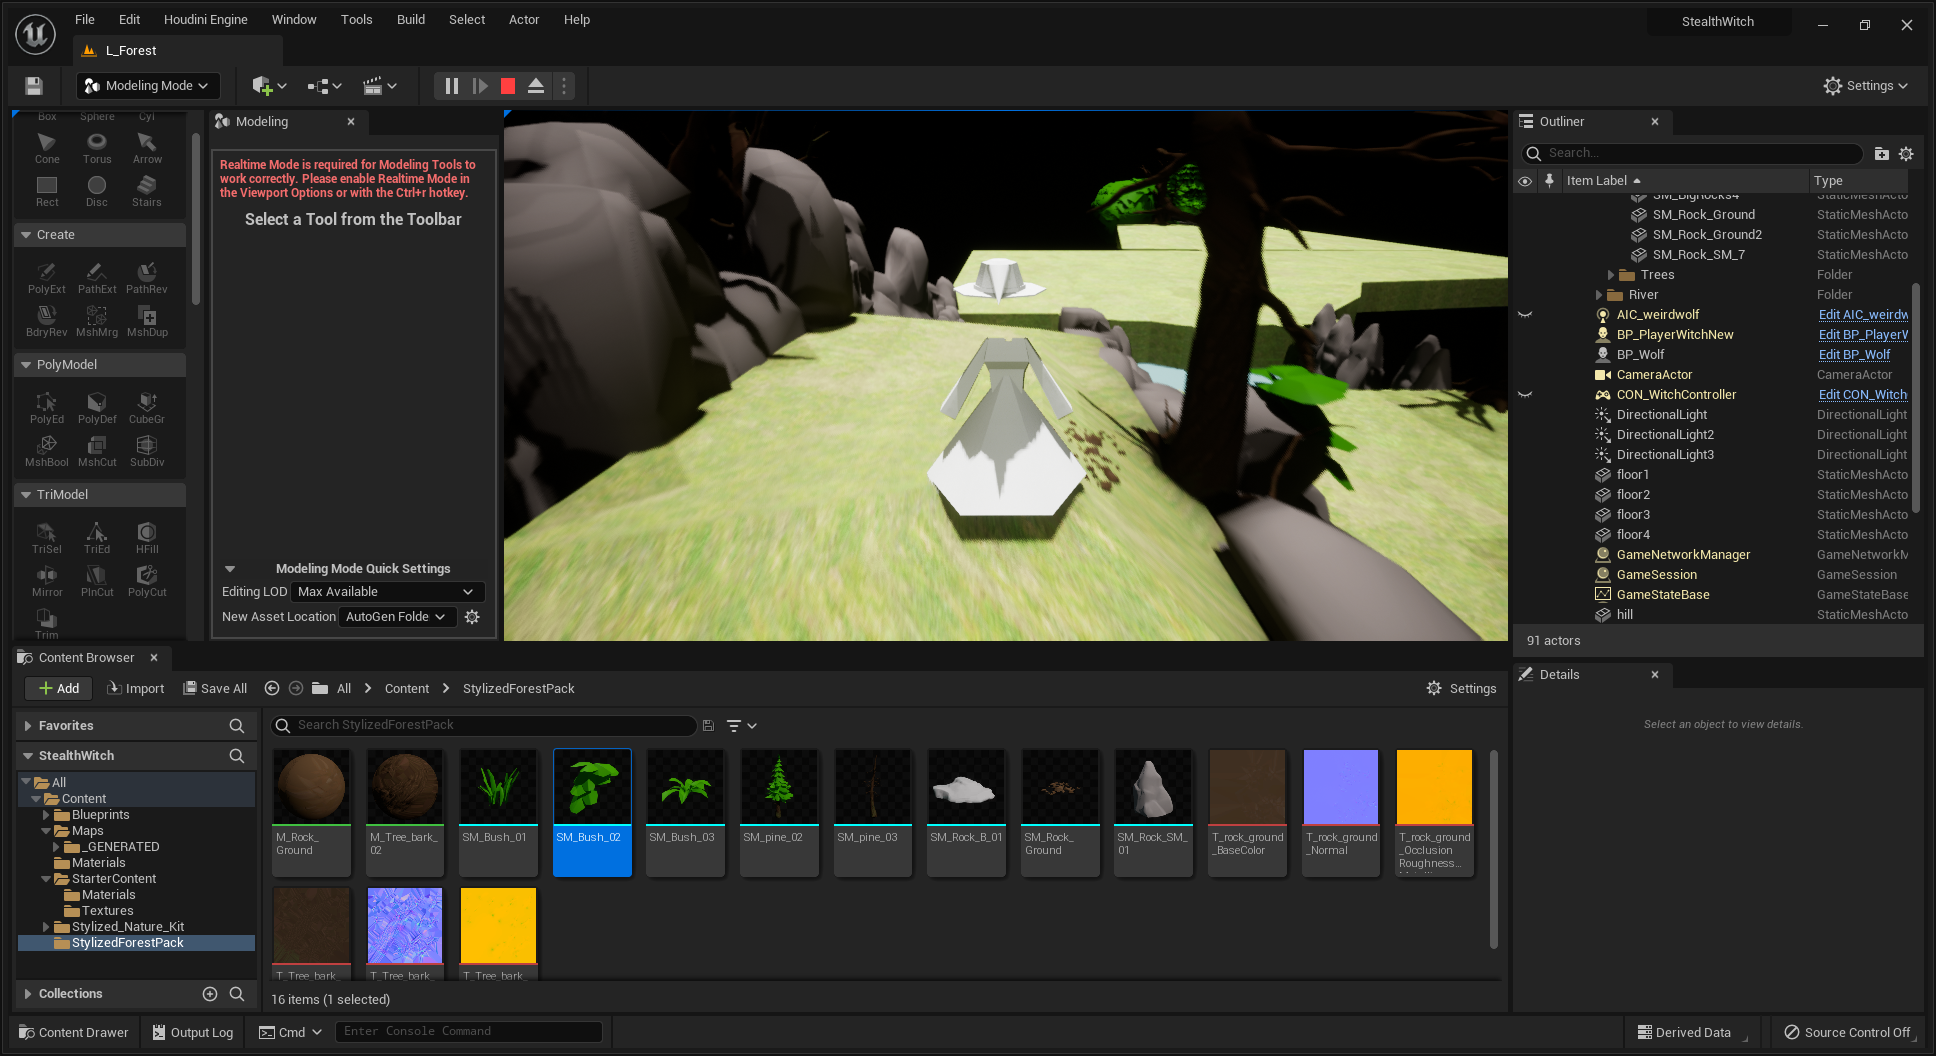 File Edit Houdini Engine Window Tools Build Select Actor Help
StealthWitch
L_Forest
Modeling Mode
Settings
Box Sphere Cyl
Cone Torus Arrow
Rect Disc Stairs
Create
PolyExt PathExt PathRev
BdryRev MshMrg MshDup
PolyModel
PolyEd PolyDef CubeGr
MshBool MshCut SubDiv
TriModel
TriSel TriEd HFill
Mirror PlnCut PolyCut
Trim
Modeling
Realtime Mode is required for Modeling Tools to
work correctly. Please enable Realtime Mode in
the Viewport Options or with the Ctrl+r hotkey.
Select a Tool from the Toolbar
Modeling Mode Quick Settings
Editing LOD Max Available
New Asset Location AutoGen Folde
Outliner
Search...
Item Label Type
SM_BigRocks4
SM_Rock_Ground StaticMeshActo
SM_Rock_Ground2 StaticMeshActo
SM_Rock_SM_7 StaticMeshActo
Trees Folder
River Folder
AIC_weirdwolf Edit AIC_weirdw
BP_PlayerWitchNew Edit BP_PlayerW
BP_Wolf Edit BP_Wolf
CameraActor CameraActor
CON_WitchController Edit CON_Witch
DirectionalLight DirectionalLight
DirectionalLight2 DirectionalLight
DirectionalLight3 DirectionalLight
floor1 StaticMeshActo
floor2 StaticMeshActo
floor3 StaticMeshActo
floor4 StaticMeshActo
GameNetworkManager GameNetworkM
GameSession GameSession
GameStateBase GameStateBase
hill StaticMeshActo
91 actors
Details
Select an object to view details.
Content Browser
Add Import Save All All Content StylizedForestPack Settings
Favorites
StealthWitch
All
Content
Blueprints
Maps
_GENERATED
Materials
StarterContent
Materials
Textures
Stylized_Nature_Kit
StylizedForestPack
Collections
Search StylizedForestPack
M_Rock_
Ground
M_Tree_bark_
02
SM_Bush_01
SM_Bush_02
SM_Bush_03
SM_pine_02
SM_pine_03
SM_Rock_B_01
SM_Rock_
Ground
SM_Rock_SM_
01
T_rock_ground
_BaseColor
T_rock_ground
_Normal
T_rock_ground
_Occlusion
Roughness...
T_Tree_bark_
T_Tree_bark_
T_Tree_bark_
16 items (1 selected)
Content Drawer Output Log Cmd Enter Console Command Derived Data Source Control Off